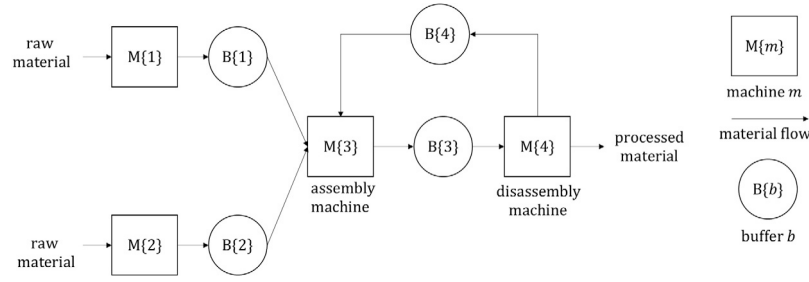 raw
material
M{1}
B{1}
B{4}
M{3}
assembly
machine
B{3}
M{4}
disassembly
machine
processed
material
raw
material
M{2}
B{2}
M{m}
machine m
material flow
B{b}
buffer b